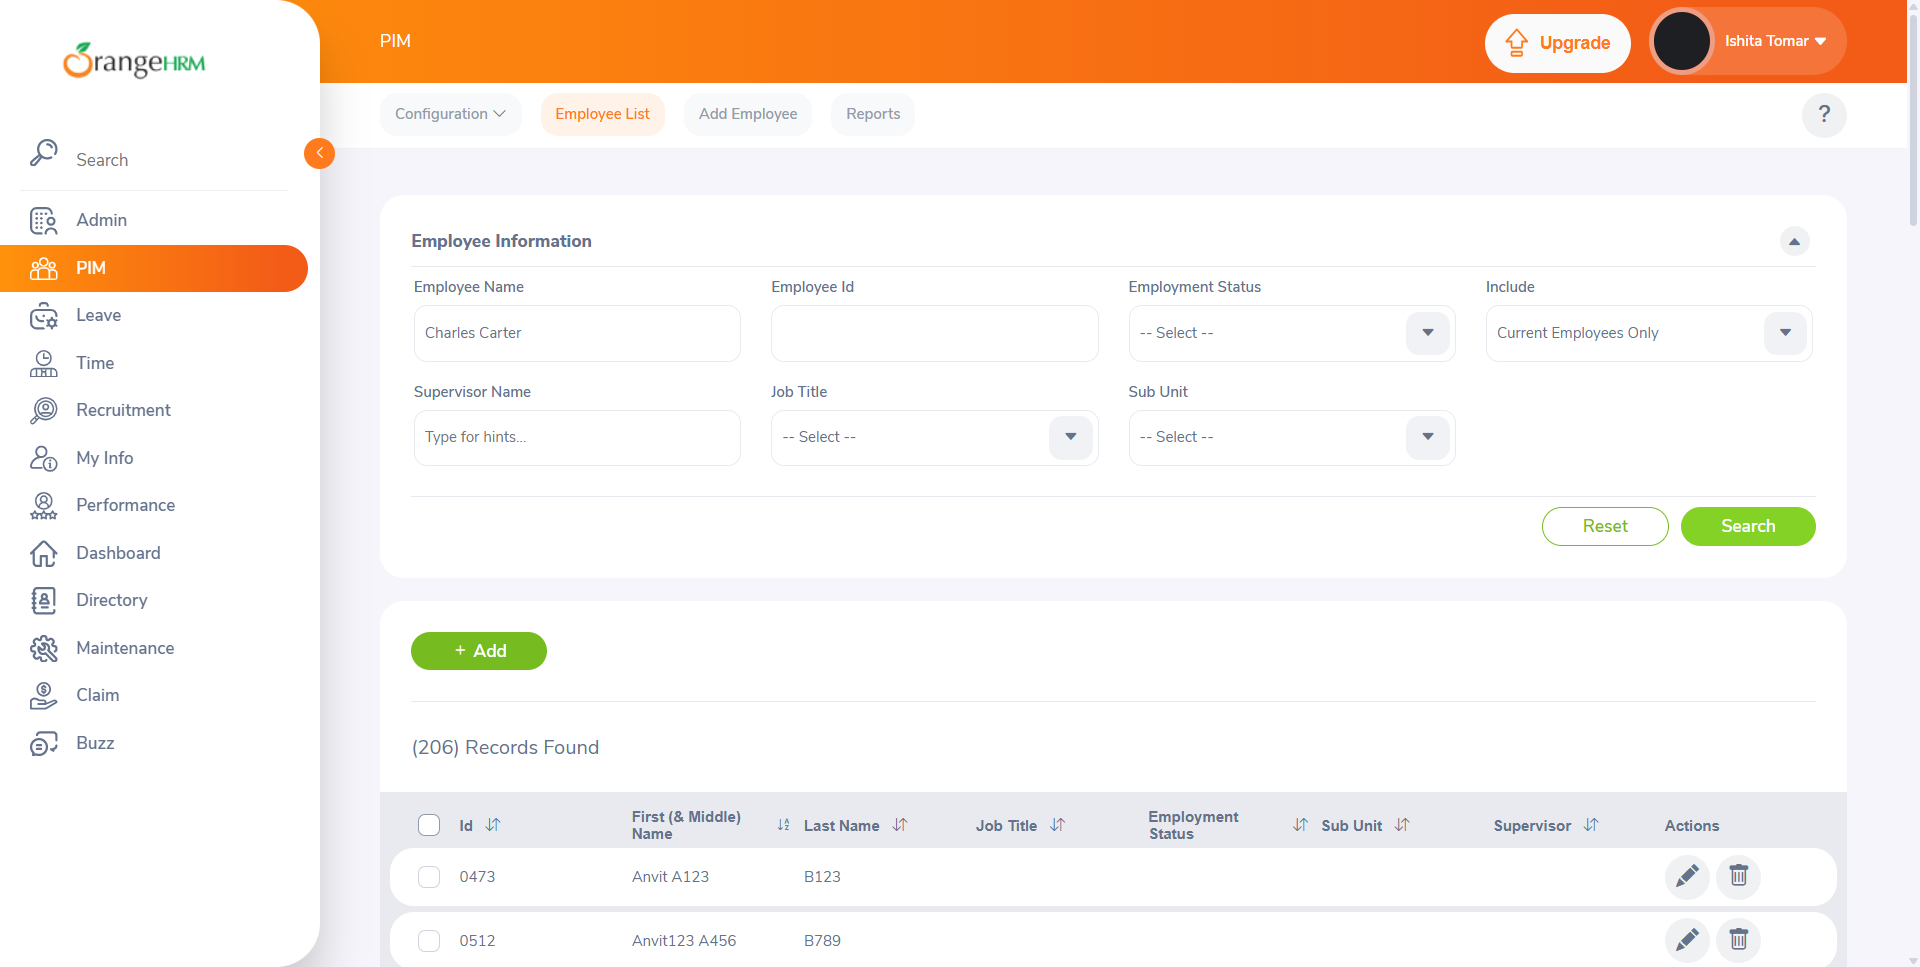 OrangeHRM
PIM
Upgrade
Ishita Tomar
Search
Admin
PIM
Leave
Time
Recruitment
My Info
Performance
Dashboard
Directory
Maintenance
Claim
Buzz
Configuration
Employee List
Add Employee
Reports
?
Employee Information
Employee Name
Employee Id
Employment Status
Include
Charles Carter
-- Select --
Current Employees Only
Supervisor Name
Job Title
Sub Unit
Type for hints...
-- Select --
-- Select --
Reset
Search
+ Add
(206) Records Found
Id
First (& Middle)
Name
Last Name
Job Title
Employment
Status
Sub Unit
Supervisor
Actions
0473 Anvit A123 B123
0512 Anvit123 A456 B789